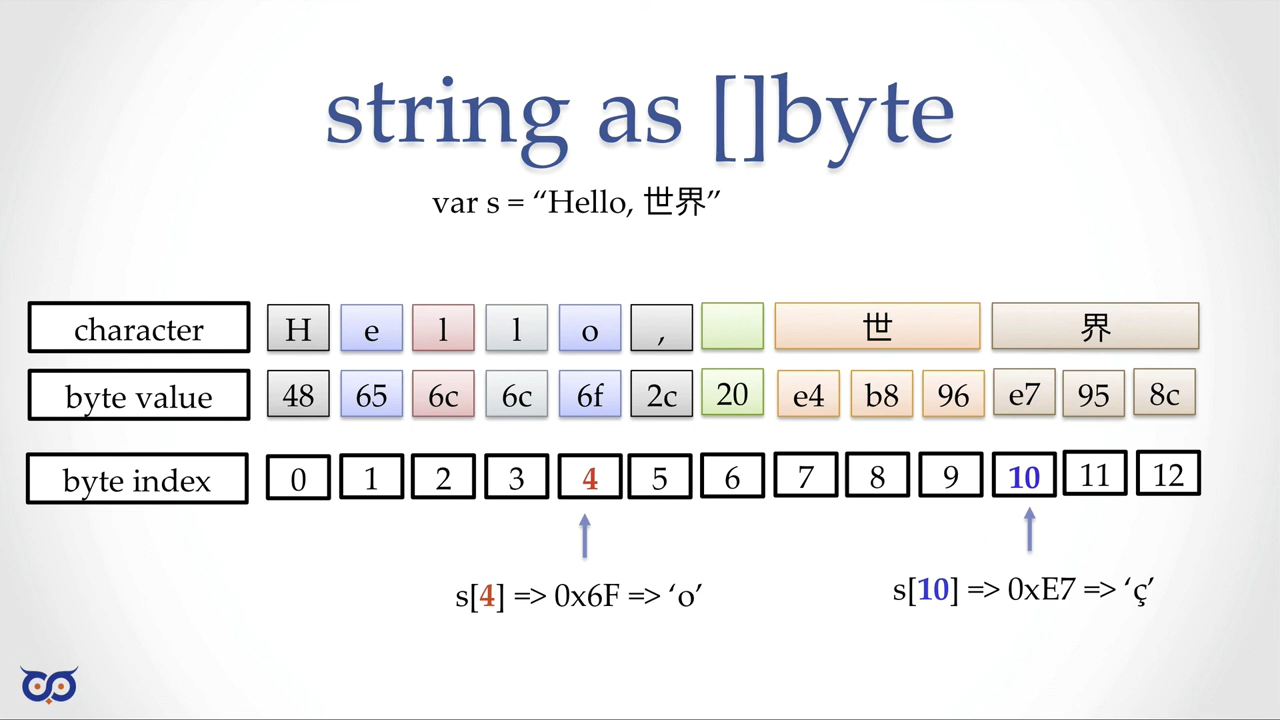 string as []byte
var s = “Hello, 世界”
character H e l l o , 世 界
byte value 48 65 6c 6c 6f 2c 20 e4 b8 96 e7 95 8c
byte index 0 1 2 3 4 5 6 7 8 9 10 11 12
s[4] => 0x6F => ‘o’ s[10] => 0xE7 => ‘ç’